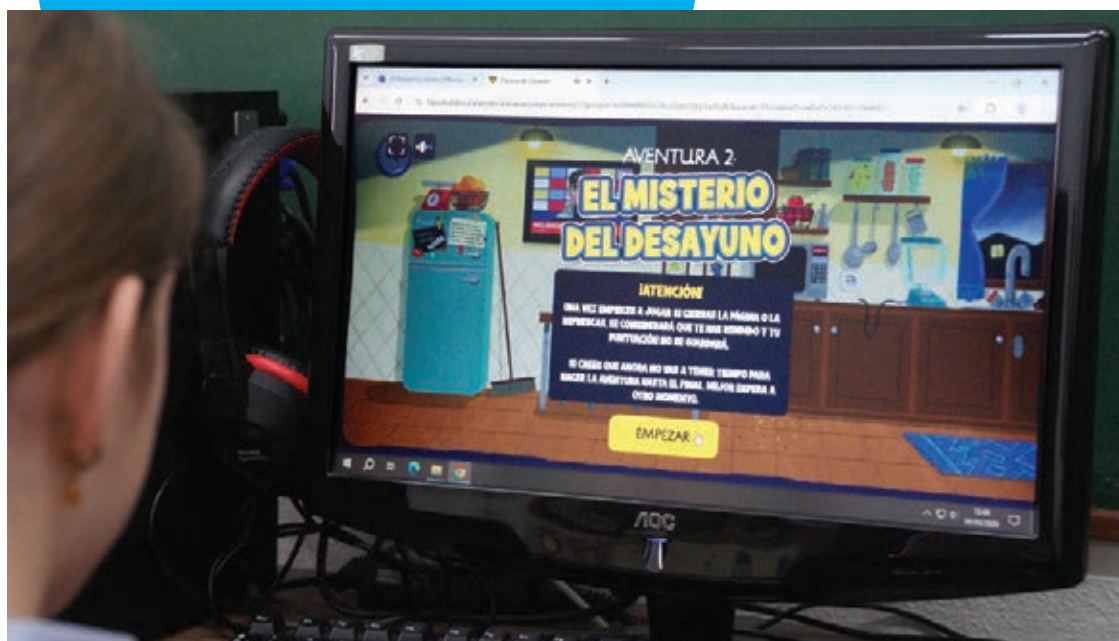 AVENTURA 2
EL MISTERIO
DEL DESAYUNO
¡ATENCIÓN!
UNA VEZ EMPIECES A JUGAR SI CIERRAS LA PÁGINA O LA
REFRESCAS, SE CONSIDERARÁ QUE TE HAS RENDIDO Y TU
PUNTUACIÓN NO SE GUARDARÁ.
SI CREES QUE AHORA NO VAS A TENER TIEMPO PARA
HACER LA AVENTURA HASTA EL FINAL, MEJOR ESPERA A
OTRO MOMENTO.
EMPEZAR
AOC